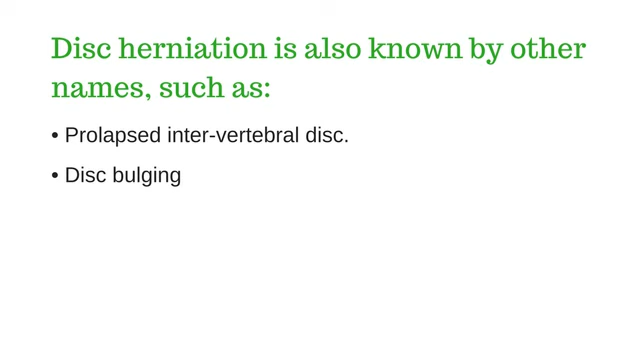 Disc herniation is also known by other
names, such as:
• Prolapsed inter-vertebral disc.
• Disc bulging